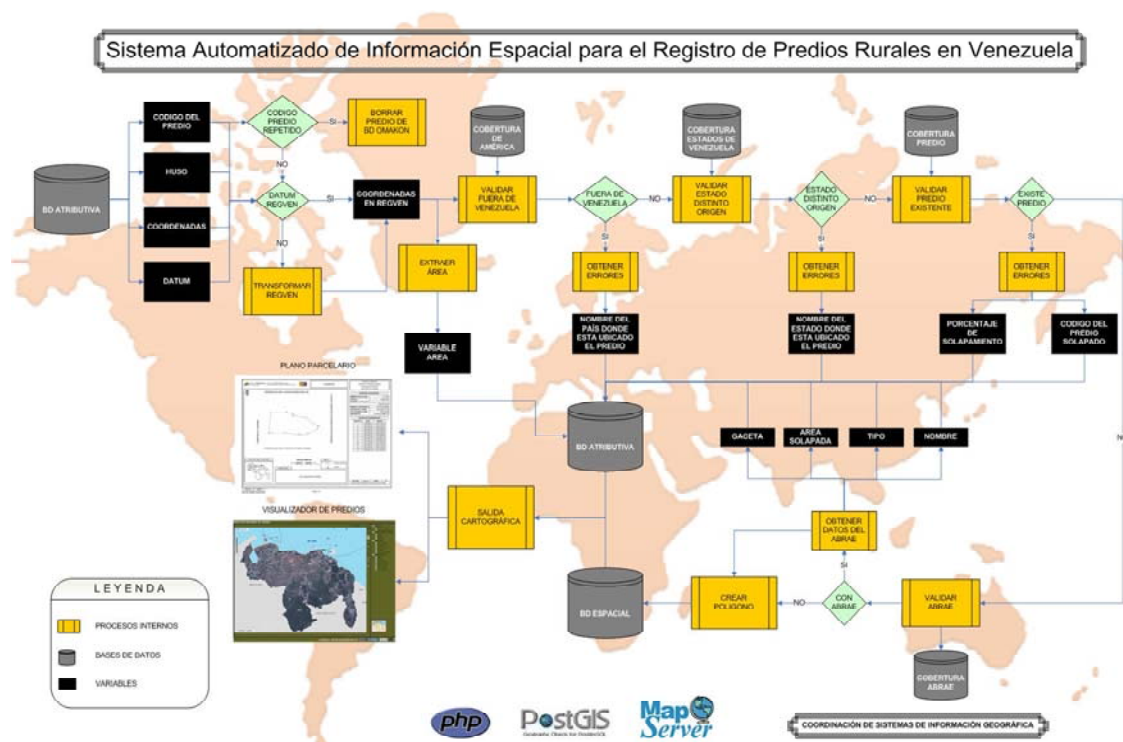 Sistema Automatizado de Información Espacial para el Registro de Predios Rurales en Venezuela
BD ATRIBUTIVA
CODIGO DEL
PREDIO
HUSO
COORDENADAS
DATUM
CODIGO
PREDIO
REPETIDO
SI
BORRAR
PREDIO DE
BD OMAKON
NO
DATUM
REGVEN
SI
COORDENADAS
EN REGVEN
NO
TRANSFORMAR
REGVEN
EXTRAER
ÁREA
VARIABLE
AREA
COBERTURA
DE
AMÉRICA
VALIDAR
FUERA DE
VENEZUELA
FUERA DE
VENEZUELA
NO
SI
OBTENER
ERRORES
NOMBRE DEL
PAÍS DONDE
ESTA UBICADO
EL PREDIO
COBERTURA
ESTADOS DE
VENEZUELA
VALIDAR
ESTADO
DISTINTO
ORIGEN
ESTADO
DISTINTO
ORIGEN
NO
SI
OBTENER
ERRORES
NOMBRE DEL
ESTADO DONDE
ESTA UBICADO
EL PREDIO
COBERTURA
PREDIO
VALIDAR
PREDIO
EXISTENTE
EXISTE
PREDIO
SI
OBTENER
ERRORES
PORCENTAJE
DE
SOLAPAMIENTO
CODIGO DEL
PREDIO
SOLAPADO
NO
PLANO PARCELARIO
VISUALIZADOR DE PREDIOS
SALIDA
CARTOGRÁFICA
BD ATRIBUTIVA
GACETA
AREA
SOLAPADA
TIPO
NOMBRE
OBTENER
DATOS DEL
ABRAE
SI
CON
ABRAE
NO
CREAR
POLIGONO
BD ESPACIAL
VALIDAR
ABRAE
COBERTURA
ABRAE
LEYENDA
PROCESOS INTERNOS
BASES DE DATOS
VARIABLES
php
PostGIS
Map
Server
COORDINACIÓN DE SISTEMAS DE INFORMACIÓN GEOGRÁFICA